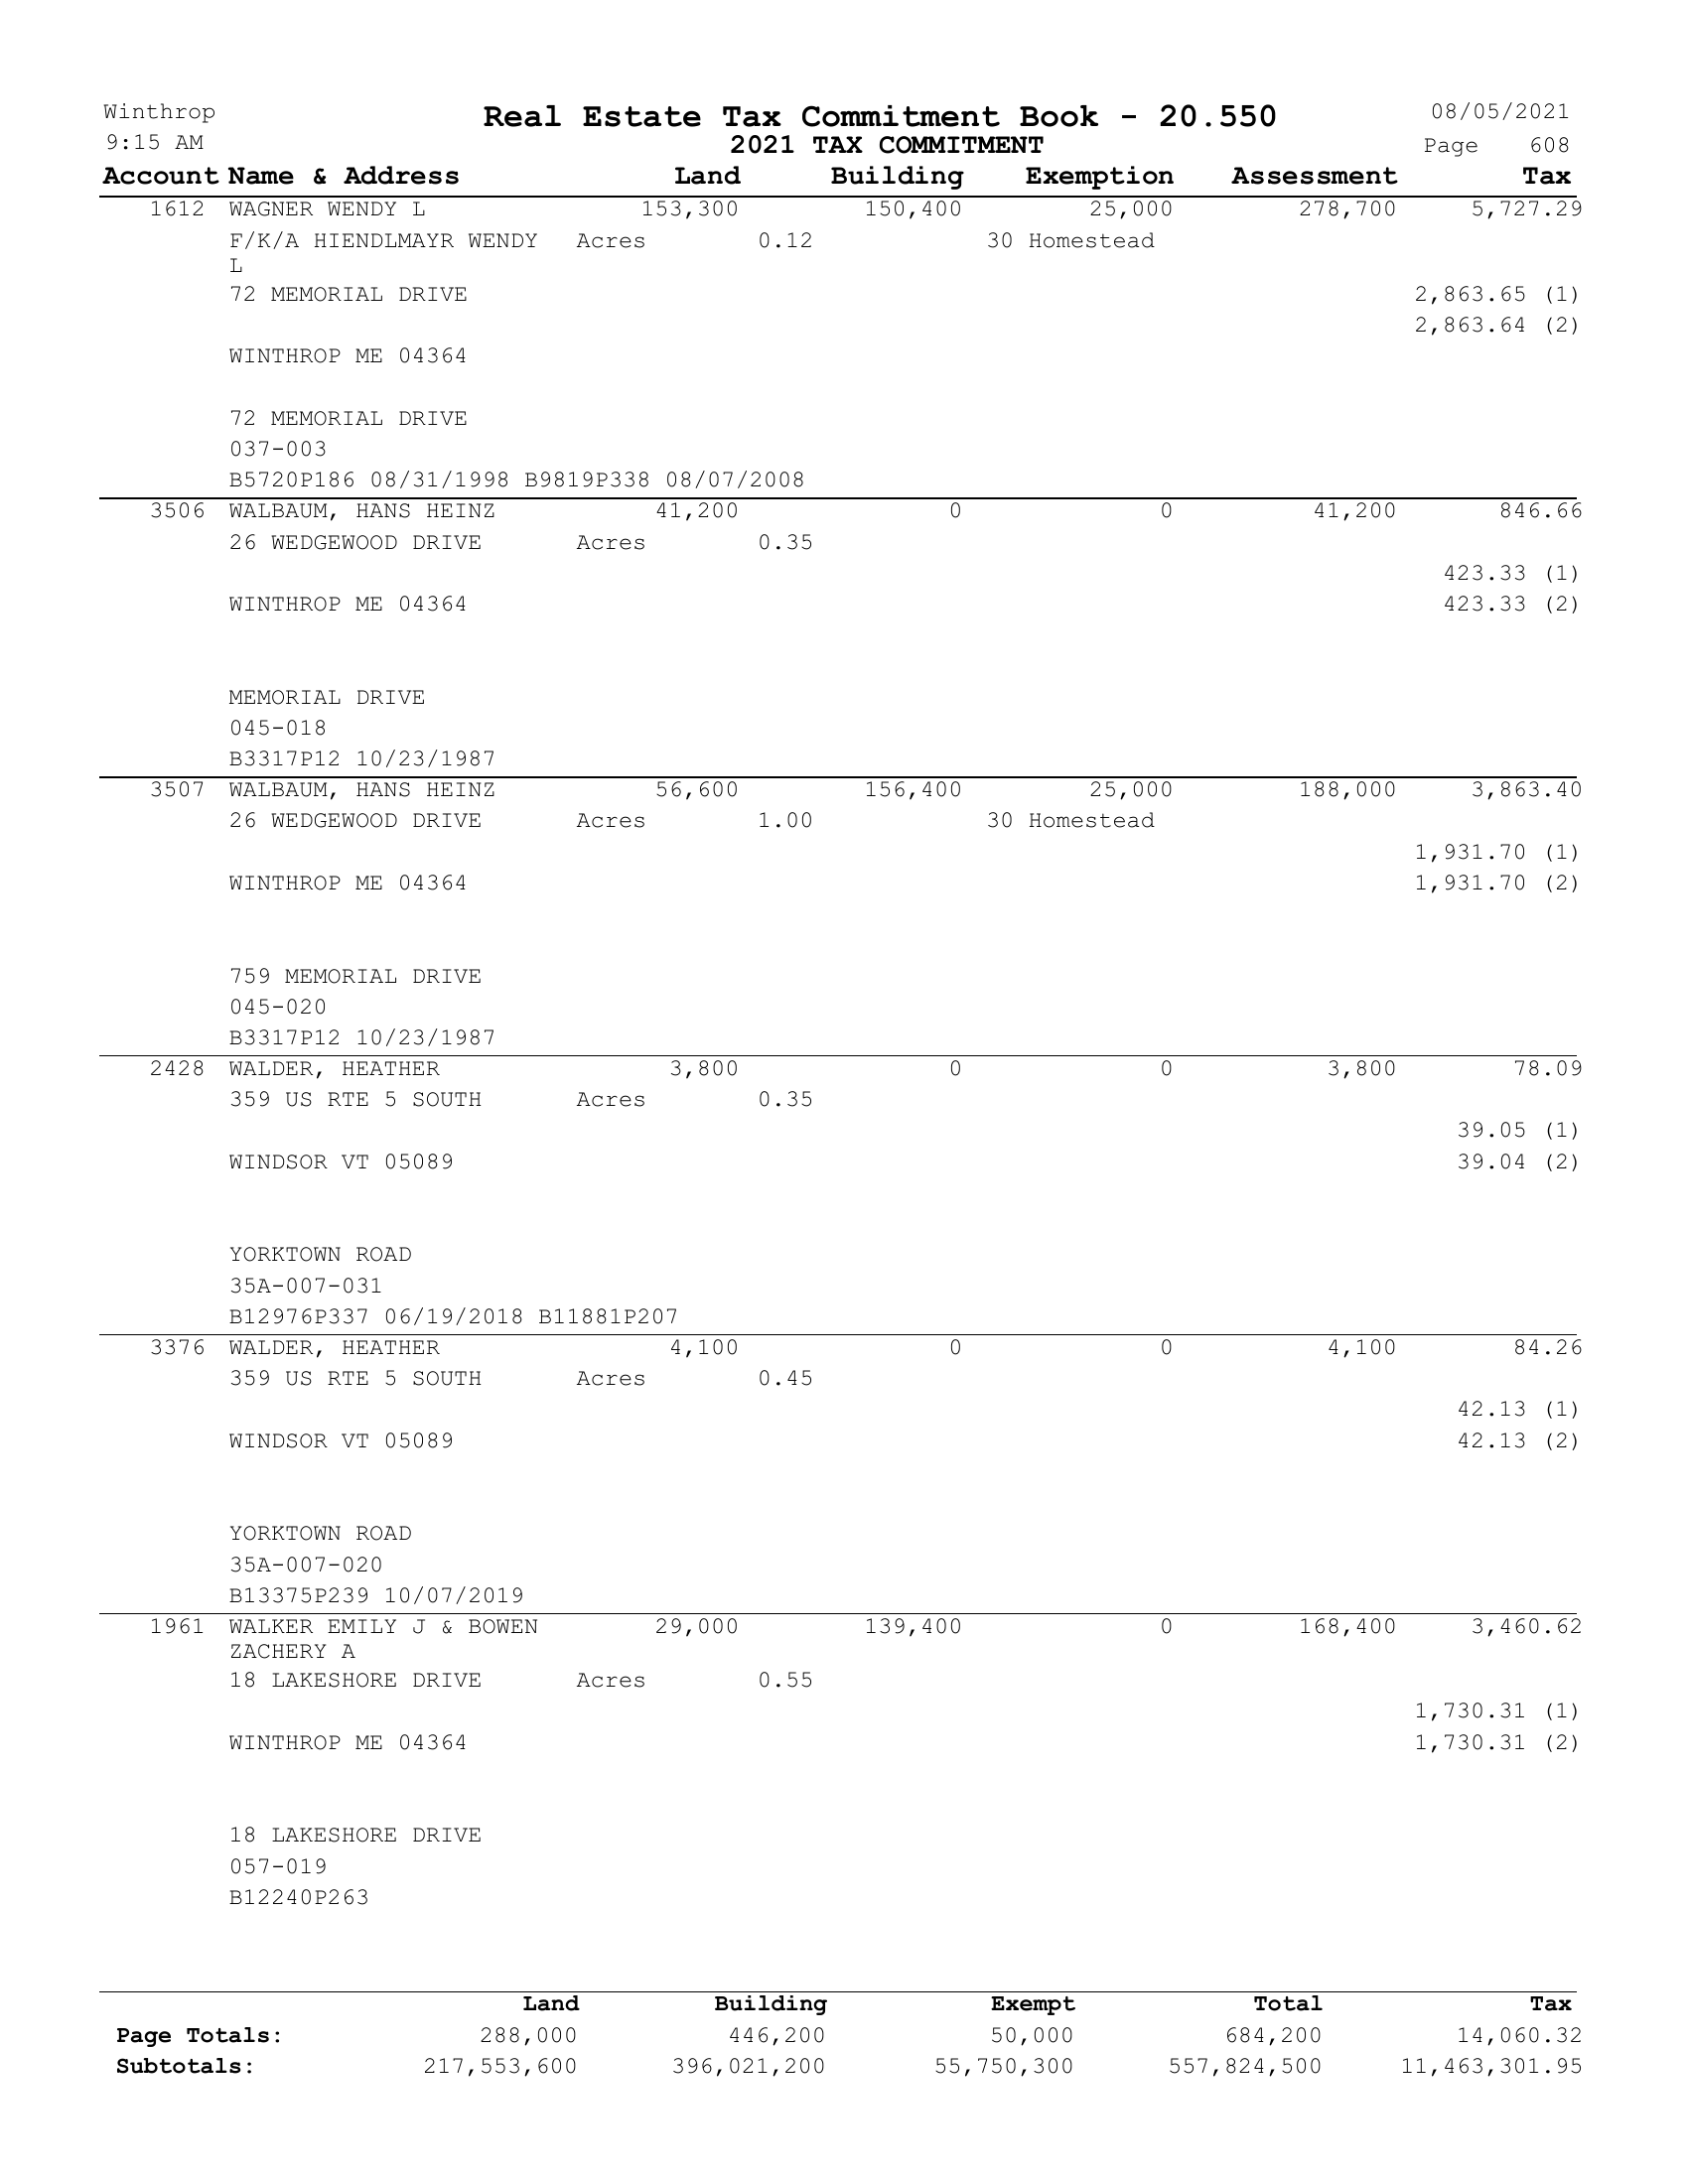 Winthrop Real Estate Tax Commitment Book - 20.550 08/05/2021
9:15 AM 2021 TAX COMMITMENT Page 608
Account Name & Address Land Building Exemption Assessment Tax
1612 WAGNER WENDY L 153,300 150,400 25,000 278,700 5,727.29
F/K/A HIENDLMAYR WENDY Acres 0.12 30 Homestead
L
72 MEMORIAL DRIVE 2,863.65 (1)
2,863.64 (2)
WINTHROP ME 04364
72 MEMORIAL DRIVE
037-003
B5720P186 08/31/1998 B9819P338 08/07/2008
3506 WALBAUM, HANS HEINZ 41,200 0 0 41,200 846.66
26 WEDGEWOOD DRIVE Acres 0.35
423.33 (1)
WINTHROP ME 04364 423.33 (2)
MEMORIAL DRIVE
045-018
B3317P12 10/23/1987
3507 WALBAUM, HANS HEINZ 56,600 156,400 25,000 188,000 3,863.40
26 WEDGEWOOD DRIVE Acres 1.00 30 Homestead
1,931.70 (1)
WINTHROP ME 04364 1,931.70 (2)
759 MEMORIAL DRIVE
045-020
B3317P12 10/23/1987
2428 WALDER, HEATHER 3,800 0 0 3,800 78.09
359 US RTE 5 SOUTH Acres 0.35
39.05 (1)
WINDSOR VT 05089 39.04 (2)
YORKTOWN ROAD
35A-007-031
B12976P337 06/19/2018 B11881P207
3376 WALDER, HEATHER 4,100 0 0 4,100 84.26
359 US RTE 5 SOUTH Acres 0.45
42.13 (1)
WINDSOR VT 05089 42.13 (2)
YORKTOWN ROAD
35A-007-020
B13375P239 10/07/2019
1961 WALKER EMILY J & BOWEN 29,000 139,400 0 168,400 3,460.62
ZACHERY A
18 LAKESHORE DRIVE Acres 0.55
1,730.31 (1)
WINTHROP ME 04364 1,730.31 (2)
18 LAKESHORE DRIVE
057-019
B12240P263
Land Building Exempt Total Tax
Page Totals: 288,000 446,200 50,000 684,200 14,060.32
Subtotals: 217,553,600 396,021,200 55,750,300 557,824,500 11,463,301.95